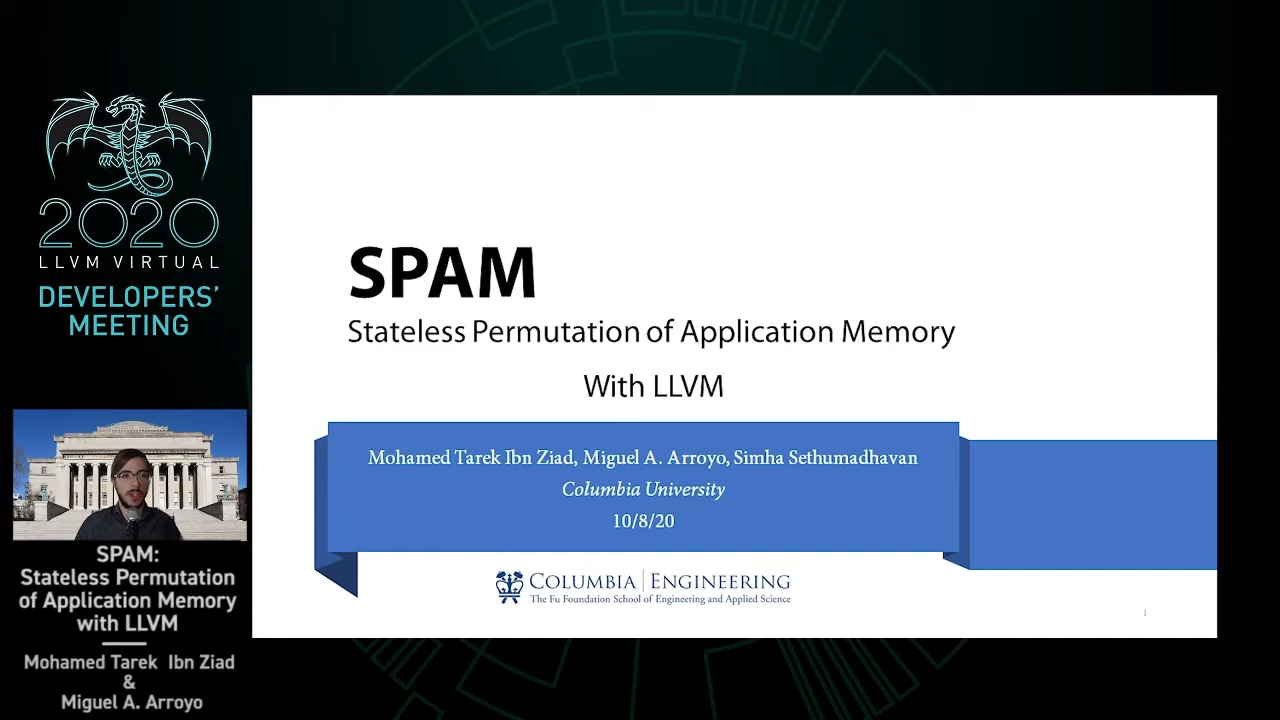 2020
LLVM VIRTUAL
DEVELOPERS’
MEETING
SPAM:
Stateless Permutation
of Application Memory
with LLVM
Mohamed Tarek Ibn Ziad
&
Miguel A. Arroyo
SPAM
Stateless Permutation of Application Memory
With LLVM
Mohamed Tarek Ibn Ziad, Miguel A. Arroyo, Simha Sethumadhavan
Columbia University
10/8/20
COLUMBIA | ENGINEERING
The Fu Foundation School of Engineering and Applied Science
1